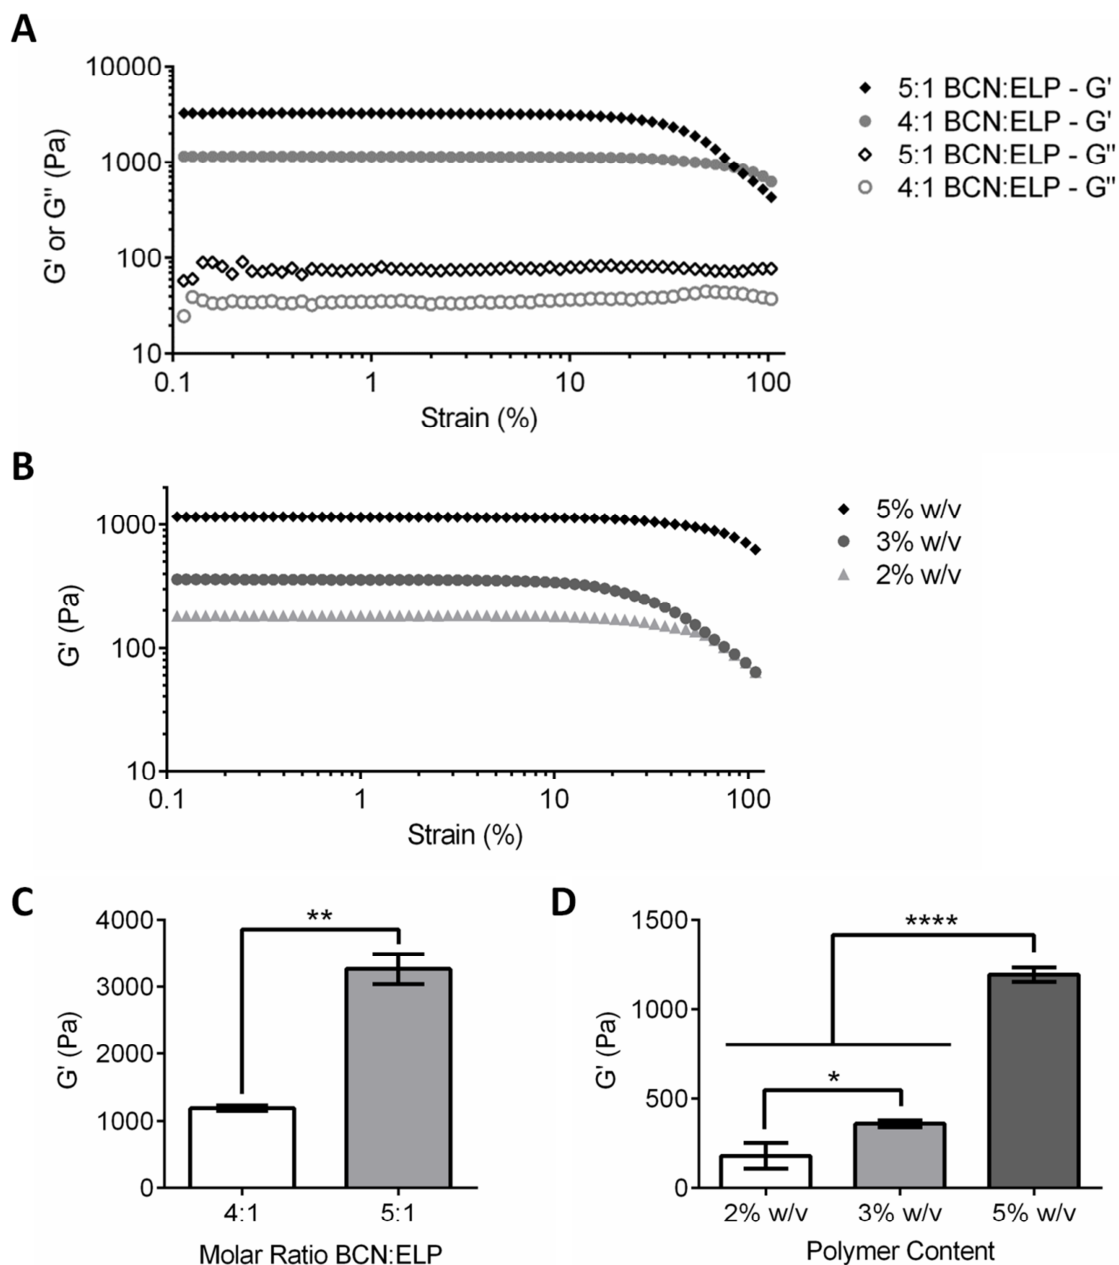 A
10000
1000
100
10
G' or G'' (Pa)
0.1 1 10 100
Strain (%)
5:1 BCN:ELP - G'
4:1 BCN:ELP - G'
5:1 BCN:ELP - G''
4:1 BCN:ELP - G''
B
1000
100
10
G' (Pa)
0.1 1 10 100
Strain (%)
5% w/v
3% w/v
2% w/v
C
4000
3000
2000
1000
0
G' (Pa)
**
4:1 5:1
Molar Ratio BCN:ELP
D
1500
1000
500
0
G' (Pa)
****
*
2% w/v 3% w/v 5% w/v
Polymer Content